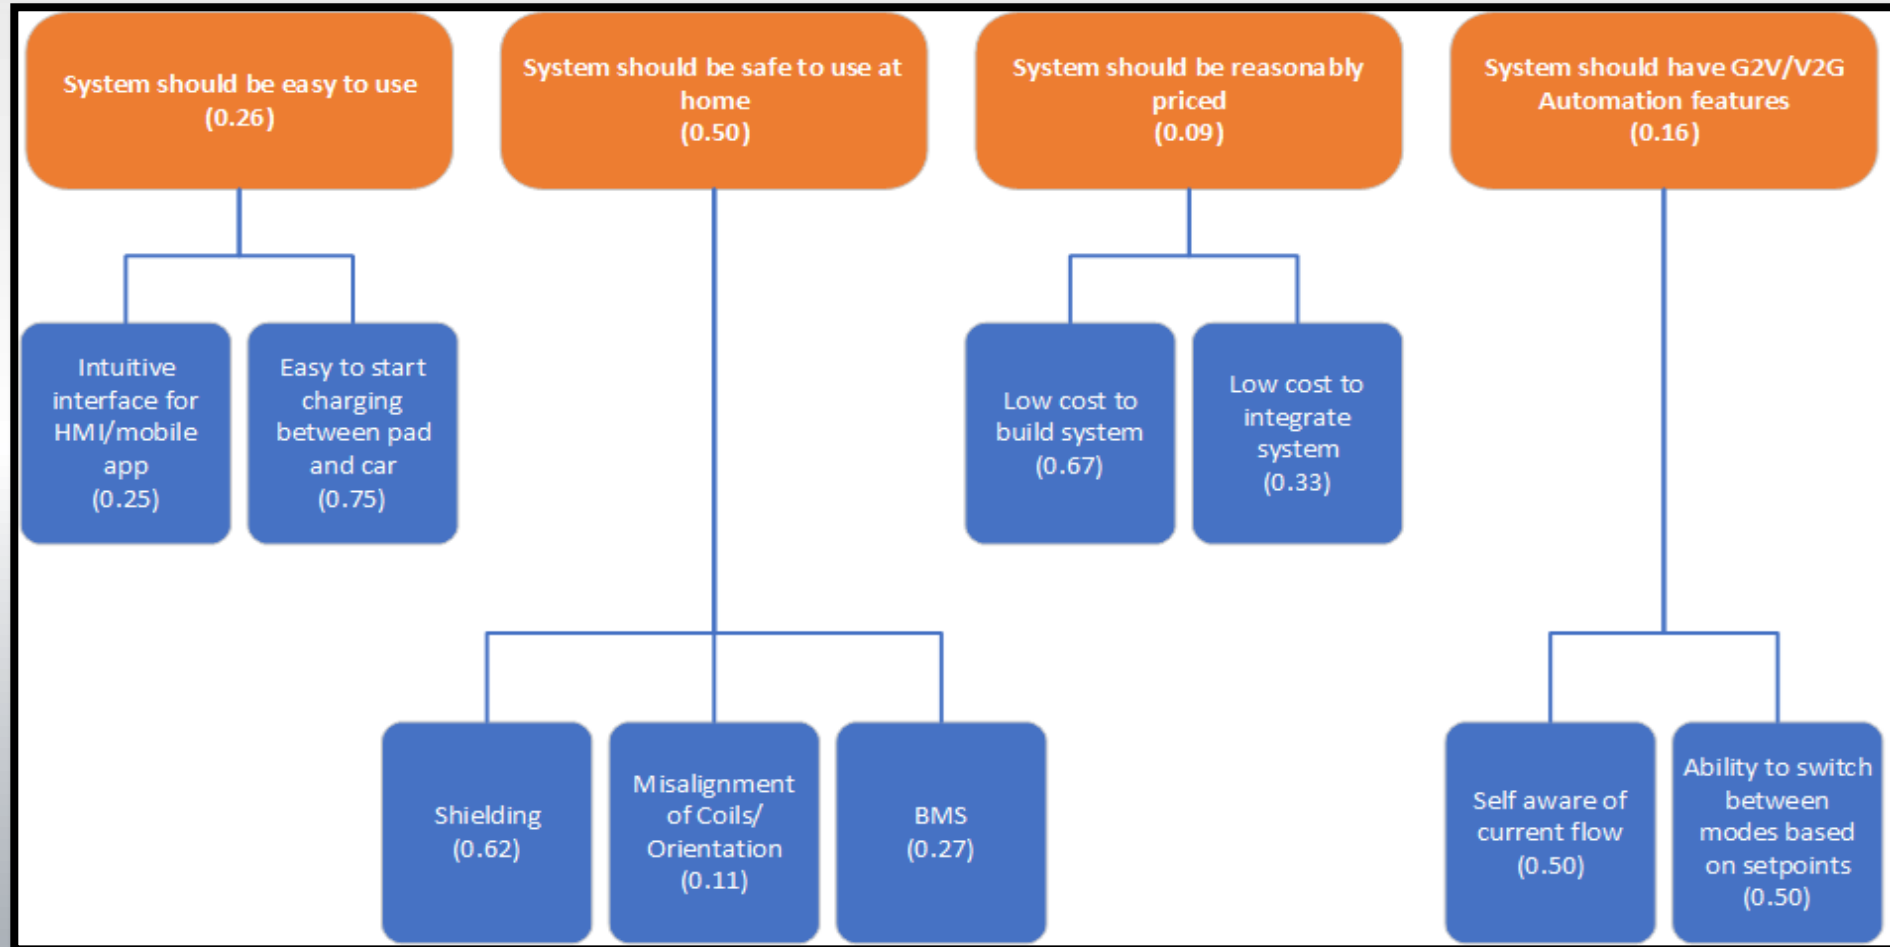 System should be easy to use
(0.26)
System should be safe to use at
home
(0.50)
System should be reasonably
priced
(0.09)
System should have G2V/V2G
Automation features
(0.16)
Intuitive
interface for
HMI/mobile
app
(0.25)
Easy to start
charging
between pad
and car
(0.75)
Low cost to
build system
(0.67)
Low cost to
integrate
system
(0.33)
Shielding
(0.62)
Misalignment
of Coils/
Orientation
(0.11)
BMS
(0.27)
Self aware of
current flow
(0.50)
Ability to switch
between
modes based
on setpoints
(0.50)